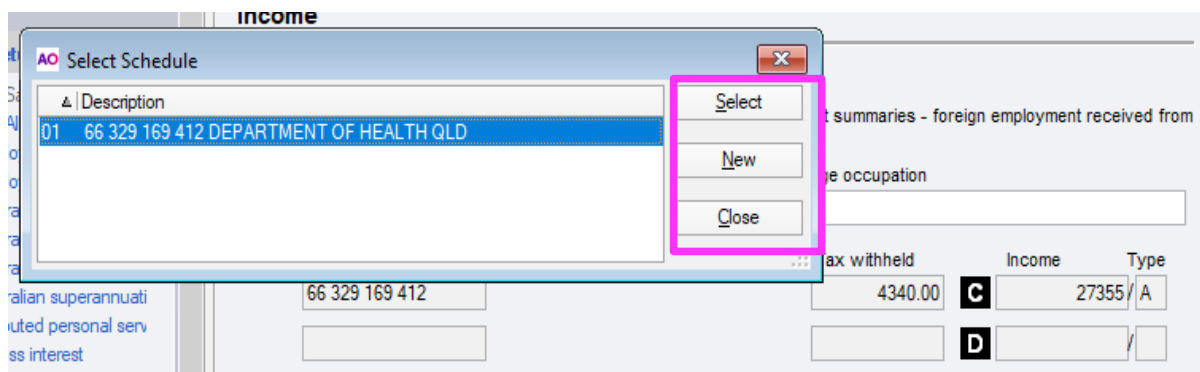 Income
AO Select Schedule
Description
01 66 329 169 412 DEPARTMENT OF HEALTH QLD
Select
New
Close
summaries - foreign employment received from
occupation
ax withheld Income Type
66 329 169 412 4340.00 C 27355 / A
D /
ralian superannuati
outed personal serv
ss interest